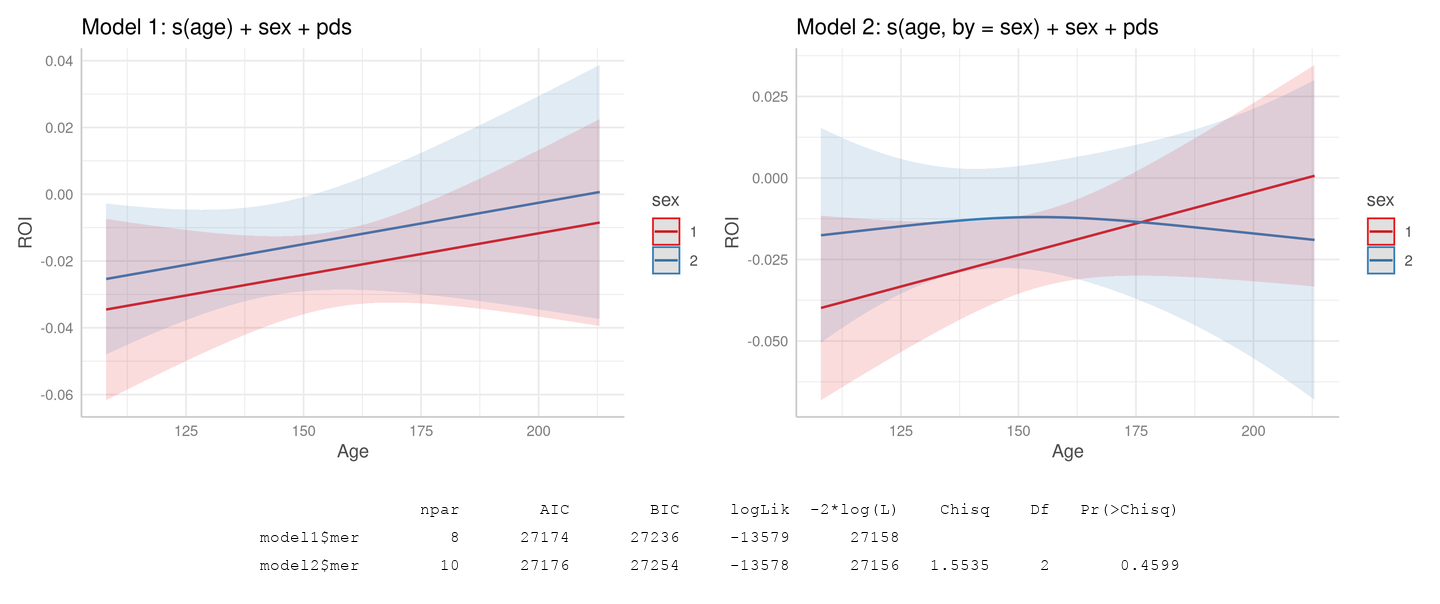 Model 1: s(age) + sex + pds
0.04
0.02
0.00
-0.02
-0.04
-0.06
ROI
125 150 175 200
Age
sex
1
2
Model 2: s(age, by = sex) + sex + pds
0.025
0.000
-0.025
-0.050
ROI
125 150 175 200
Age
sex
1
2
npar AIC BIC logLik -2*log(L) Chisq Df Pr(>Chisq)
model1$mer 8 27174 27236 -13579 27158
model2$mer 10 27176 27254 -13578 27156 1.5535 2 0.4599